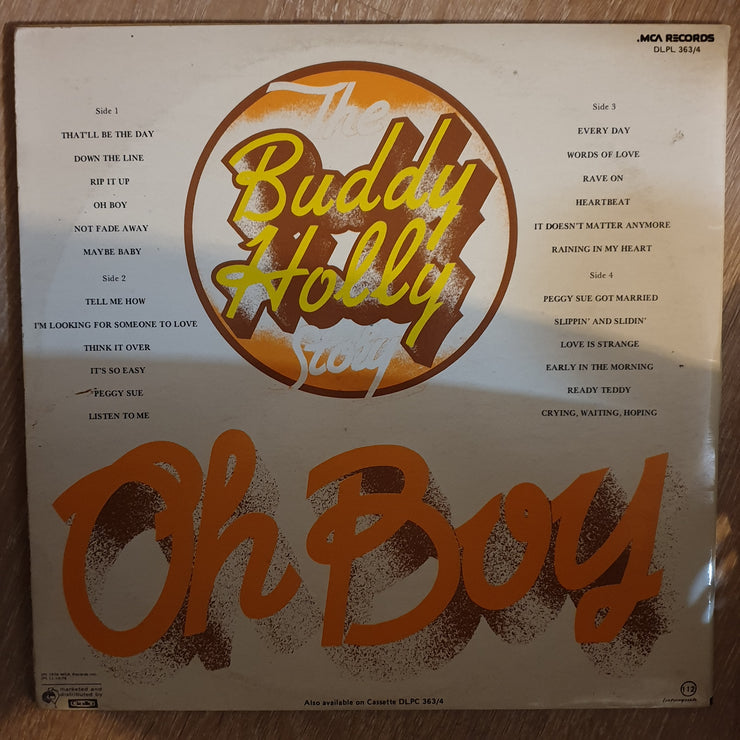 .MCA RECORDS
DLPL 363/4
The
Buddy
Holly
Story
Side 1
THAT'LL BE THE DAY
DOWN THE LINE
RIP IT UP
OH BOY
NOT FADE AWAY
MAYBE BABY
Side 2
TELL ME HOW
I'M LOOKING FOR SOMEONE TO LOVE
THINK IT OVER
IT'S SO EASY
PEGGY SUE
LISTEN TO ME
Side 3
EVERY DAY
WORDS OF LOVE
RAVE ON
HEARTBEAT
IT DOESN'T MATTER ANYMORE
RAINING IN MY HEART
Side 4
PEGGY SUE GOT MARRIED
SLIPPIN' AND SLIDIN'
LOVE IS STRANGE
EARLY IN THE MORNING
READY TEDDY
CRYING, WAITING, HOPING
Oh Boy
MCA Records
marketed and
distributed by
Also available on Cassette DLPC 363/4
112